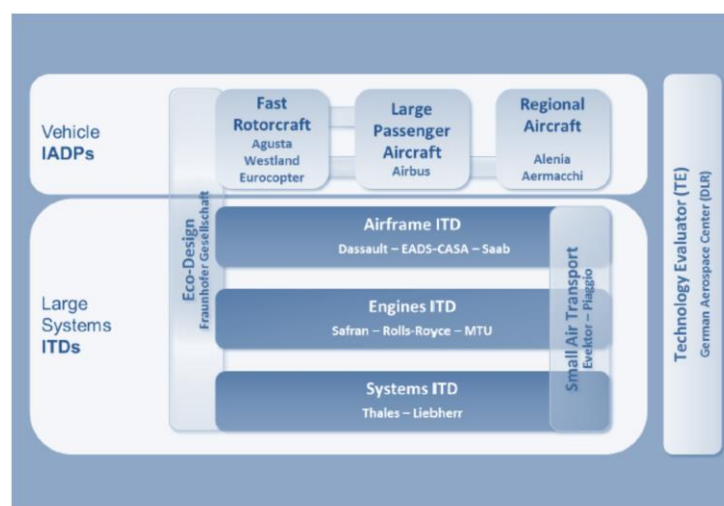 Vehicle
IADPs
Fast
Rotorcraft
Agusta
Westland
Eurocopter
Large
Passenger
Aircraft
Airbus
Regional
Aircraft
Alenia
Aermacchi
Large
Systems
ITDs
Eco-Design
Fraunhofer Gesellschaft
Airframe ITD
Dassault – EADS-CASA – Saab
Engines ITD
Safran – Rolls-Royce – MTU
Systems ITD
Thales – Liebherr
Small Air Transport
Evektor – Piaggio
Technology Evaluator (TE)
German Aerospace Center (DLR)